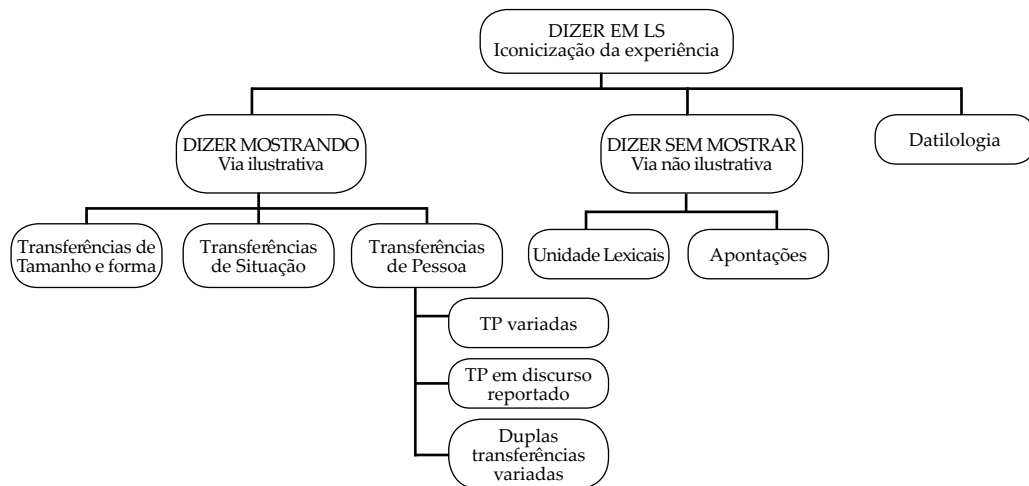 DIZER EM LS
Iconicização da experiência
DIZER MOSTRANDO
Via ilustrativa
DIZER SEM MOSTRAR
Via não ilustrativa
Datilologia
Transferências de
Tamanho e forma
Transferências
de Situação
Transferências
de Pessoa
Unidade Lexicais
Apontações
TP variadas
TP em discurso
reportado
Duplas
transferências
variadas